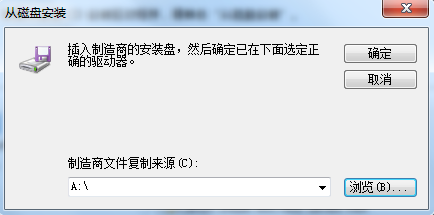 从磁盘安装
插入制造商的安装盘，然后确定已在下面选定正
确的驱动器。
确定
取消
制造商文件复制来源(C):
A:\
浏览(B)...